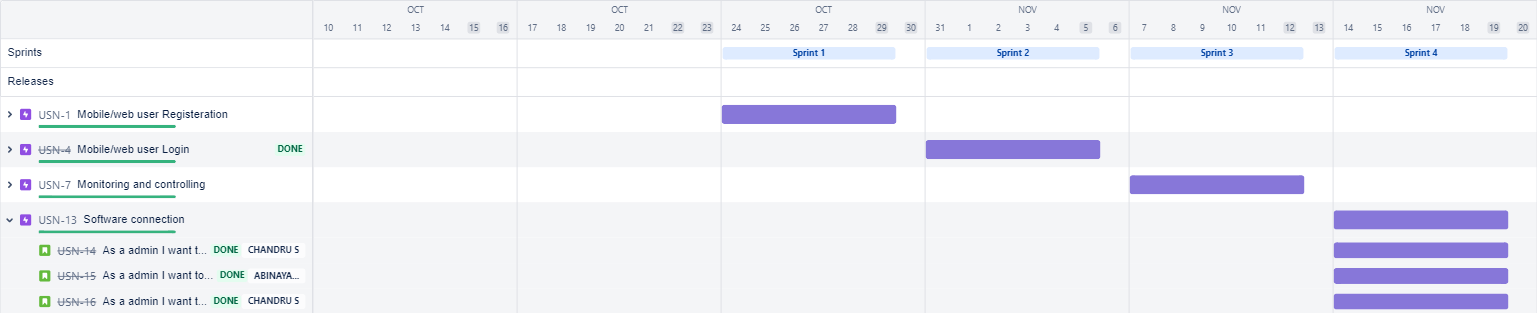 OCT OCT OCT NOV NOV NOV
10 11 12 13 14 15 16 17 18 19 20 21 22 23 24 25 26 27 28 29 30 31 1 2 3 4 5 6 7 8 9 10 11 12 13 14 15 16 17 18 19 20
Sprints Sprint 1 Sprint 2 Sprint 3 Sprint 4
Releases
USN-1 Mobile/web user Registeration
USN-4 Mobile/web user Login DONE
USN-7 Monitoring and controlling
USN-13 Software connection
USN-14 As a admin I want t... DONE CHANDRU S
USN-15 As a admin I want to... DONE ABINAYA...
USN-16 As a admin I want t... DONE CHANDRU S